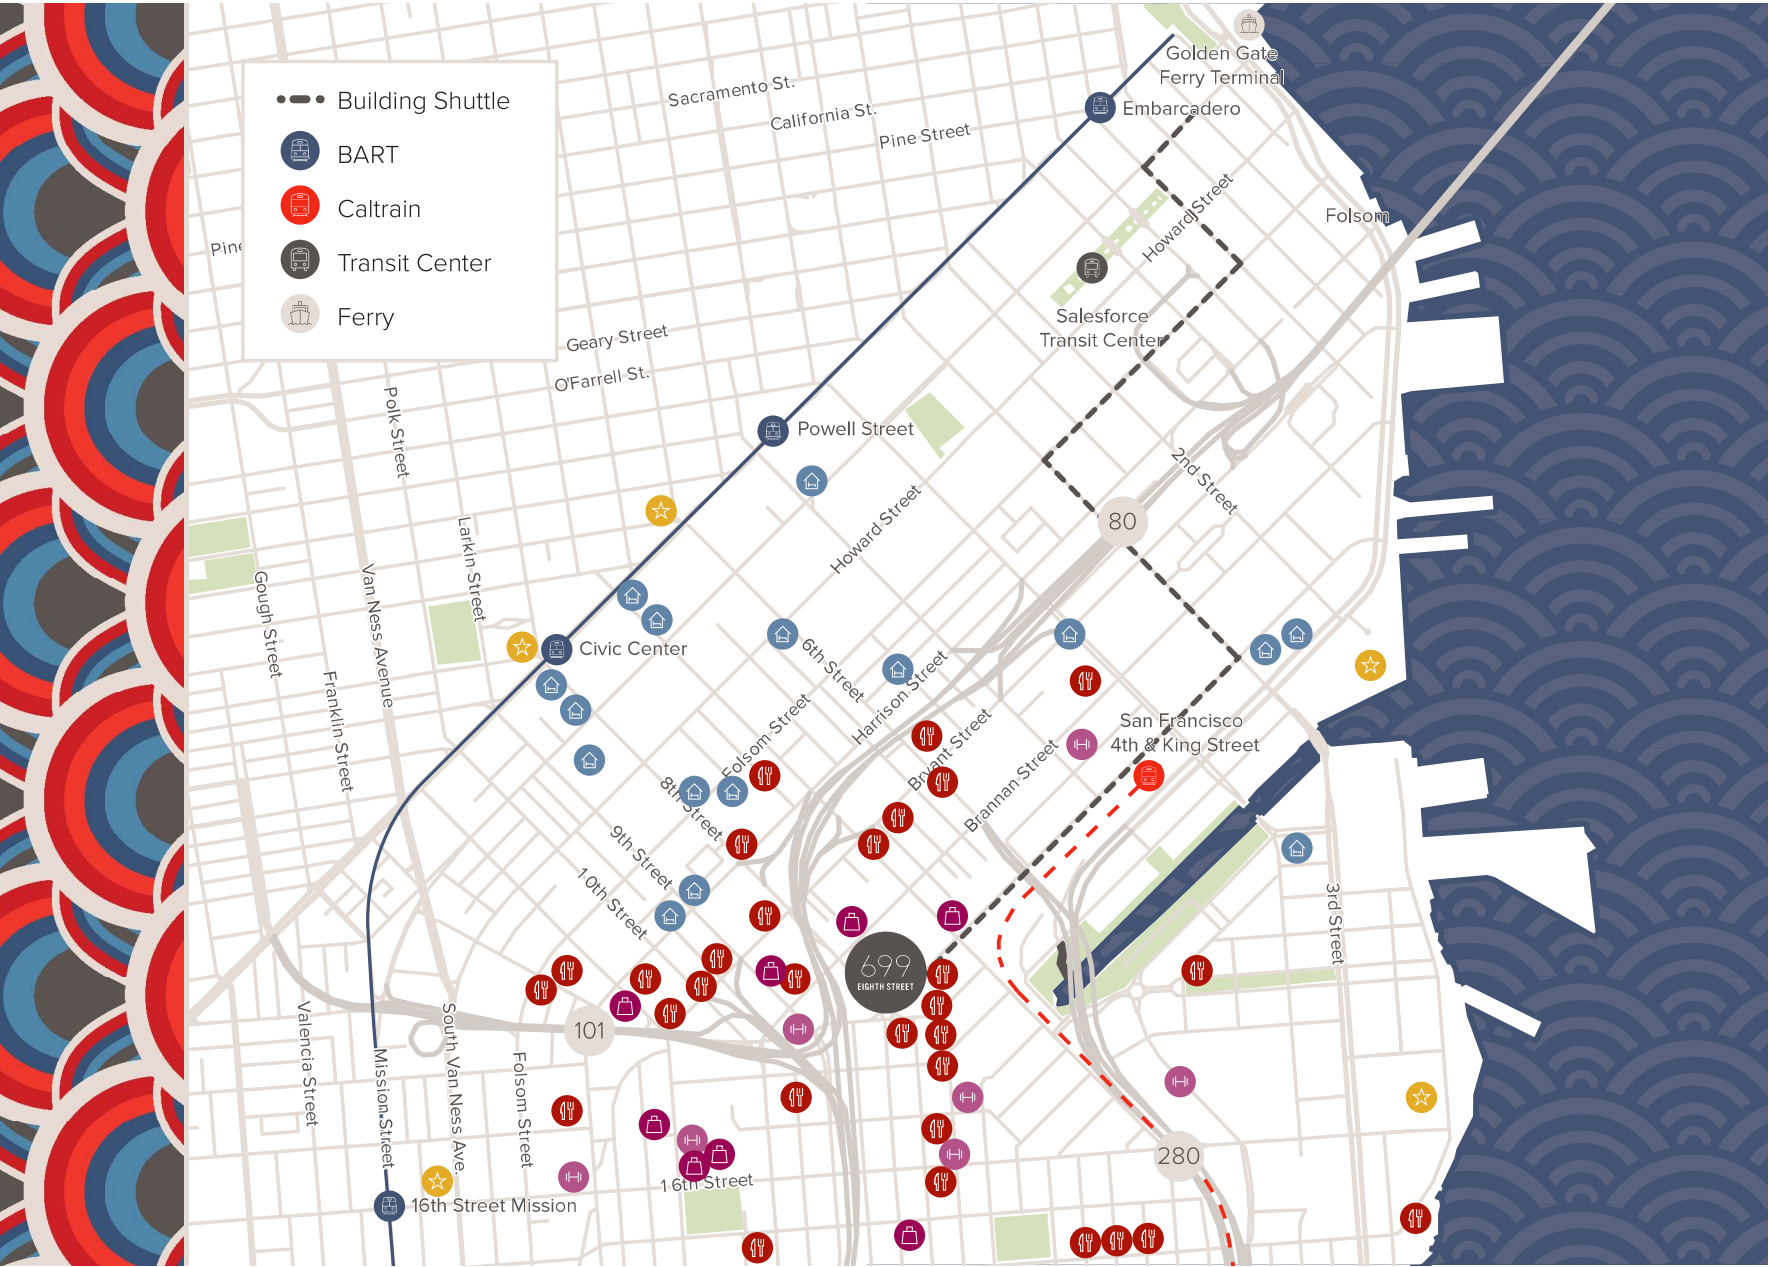 Building Shuttle
BART
Caltrain
Transit Center
Ferry
Golden Gate
Ferry Terminal
Embarcadero
Sacramento St.
California St.
Pine Street
Folsom
Howard Street
Pine
Salesforce
Transit Center
Geary Street
O'Farrell St.
Polk Street
Powell Street
2nd Street
Howard Street
80
Larkin Street
Van Ness Avenue
Gough Street
Civic Center
6th Street
Harrison Street
Franklin Street
Folsom Street
Bryant Street
San Francisco
4th & King Street
Brannan Street
8th Street
9th Street
10th Street
3rd Street
699
EIGHTH STREET
101
Valencia Street
Mission Street
South Van Ness Ave.
Folsom Street
280
16th Street
16th Street Mission